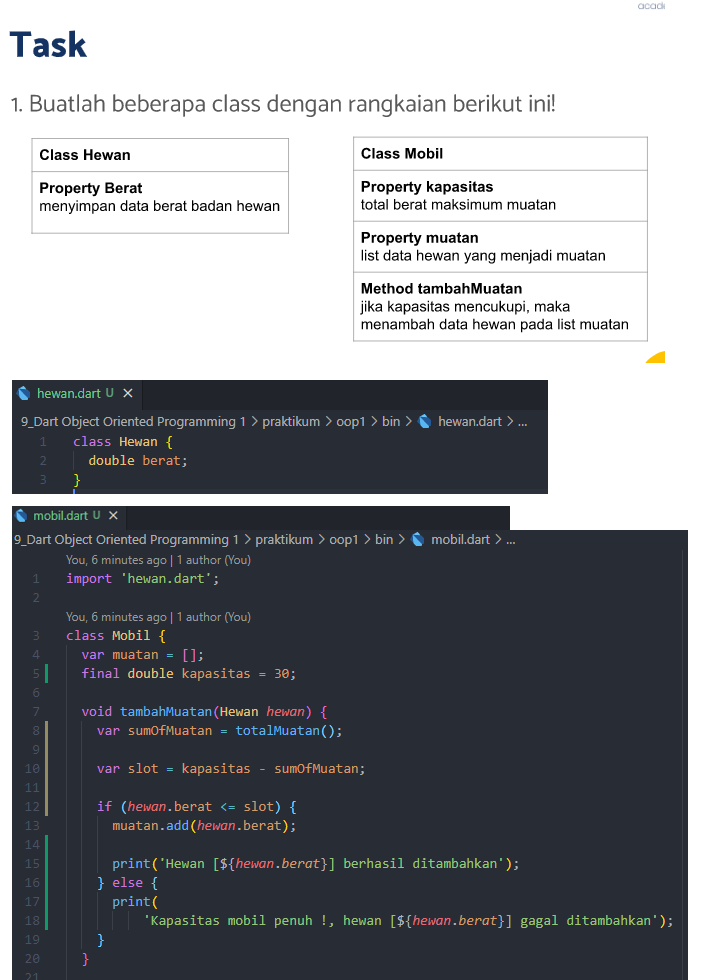 acade
Task
1. Buatlah beberapa class dengan rangkaian berikut ini!
Class Hewan
Property Berat
menyimpan data berat badan hewan
Class Mobil
Property kapasitas
total berat maksimum muatan
Property muatan
list data hewan yang menjadi muatan
Method tambahMuatan
jika kapasitas mencukupi, maka
menambah data hewan pada list muatan
hewan.dart U ×
9_Dart Object Oriented Programming 1 > praktikum > oop1 > bin > hewan.dart > ...
1 class Hewan {
2 double berat;
3 }
mobil.dart U ×
9_Dart Object Oriented Programming 1 > praktikum > oop1 > bin > mobil.dart > ...
You, 6 minutes ago | 1 author (You)
1 import 'hewan.dart';
2
You, 6 minutes ago | 1 author (You)
3 class Mobil {
4 var muatan = [];
5 final double kapasitas = 30;
6
7 void tambahMuatan(Hewan hewan) {
8 var sumOfMuatan = totalMuatan();
9
10 var slot = kapasitas - sumOfMuatan;
11
12 if (hewan.berat <= slot) {
13 muatan.add(hewan.berat);
14
15 print('Hewan [${hewan.berat}] berhasil ditambahkan');
16 } else {
17 print(
18 'Kapasitas mobil penuh !, hewan [${hewan.berat}] gagal ditambahkan');
19 }
20 }
21